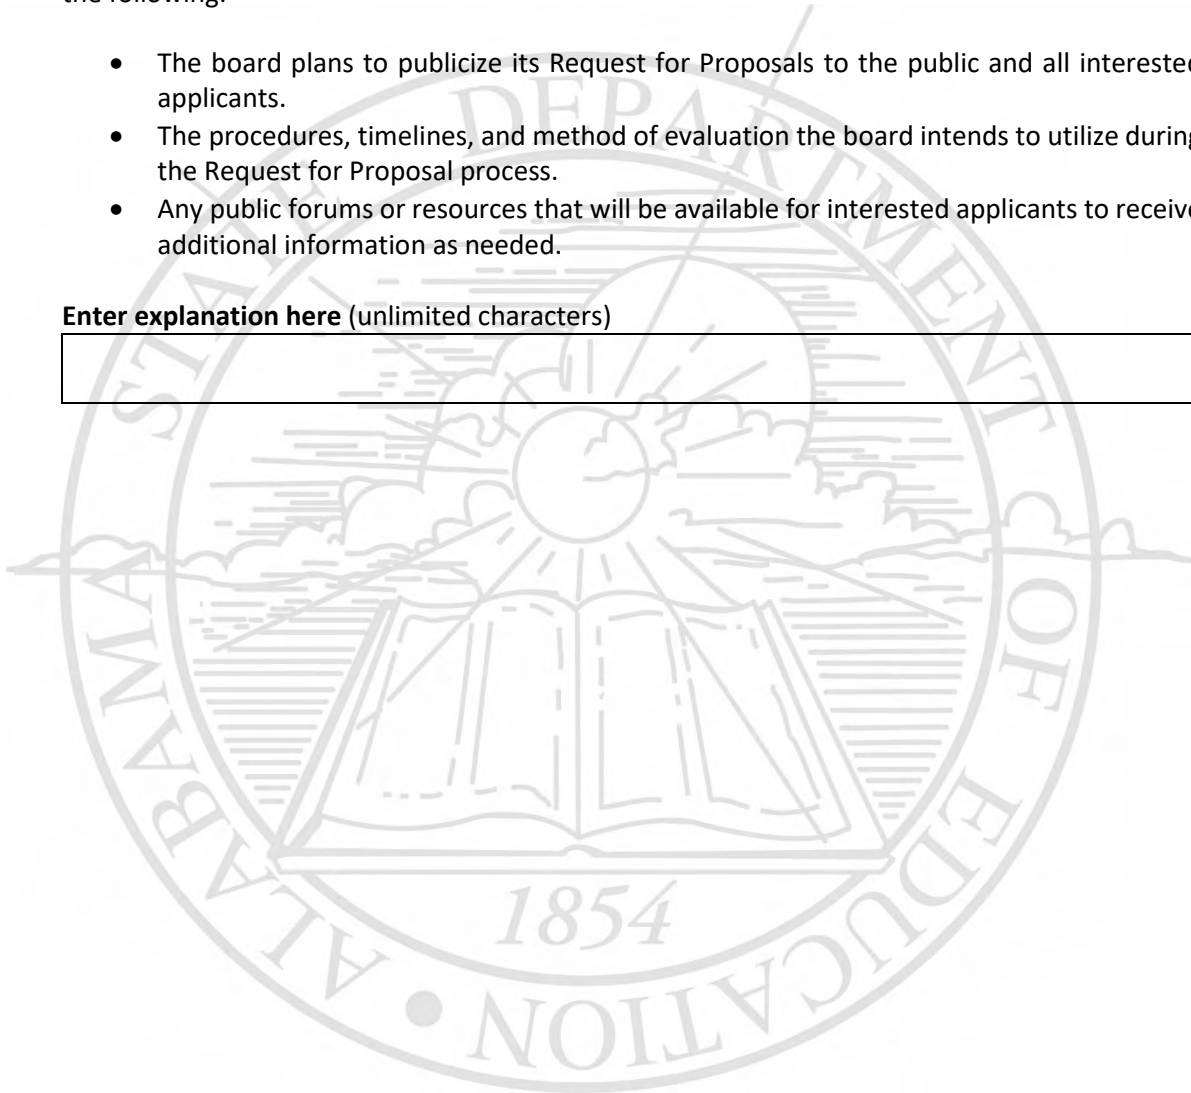 the following:
• The board plans to publicize its Request for Proposals to the public and all interested
applicants.
• The procedures, timelines, and method of evaluation the board intends to utilize during
the Request for Proposal process.
• Any public forums or resources that will be available for interested applicants to receive
additional information as needed.
Enter explanation here (unlimited characters)
ALABAMA STATE DEPARTMENT OF EDUCATION •
1854